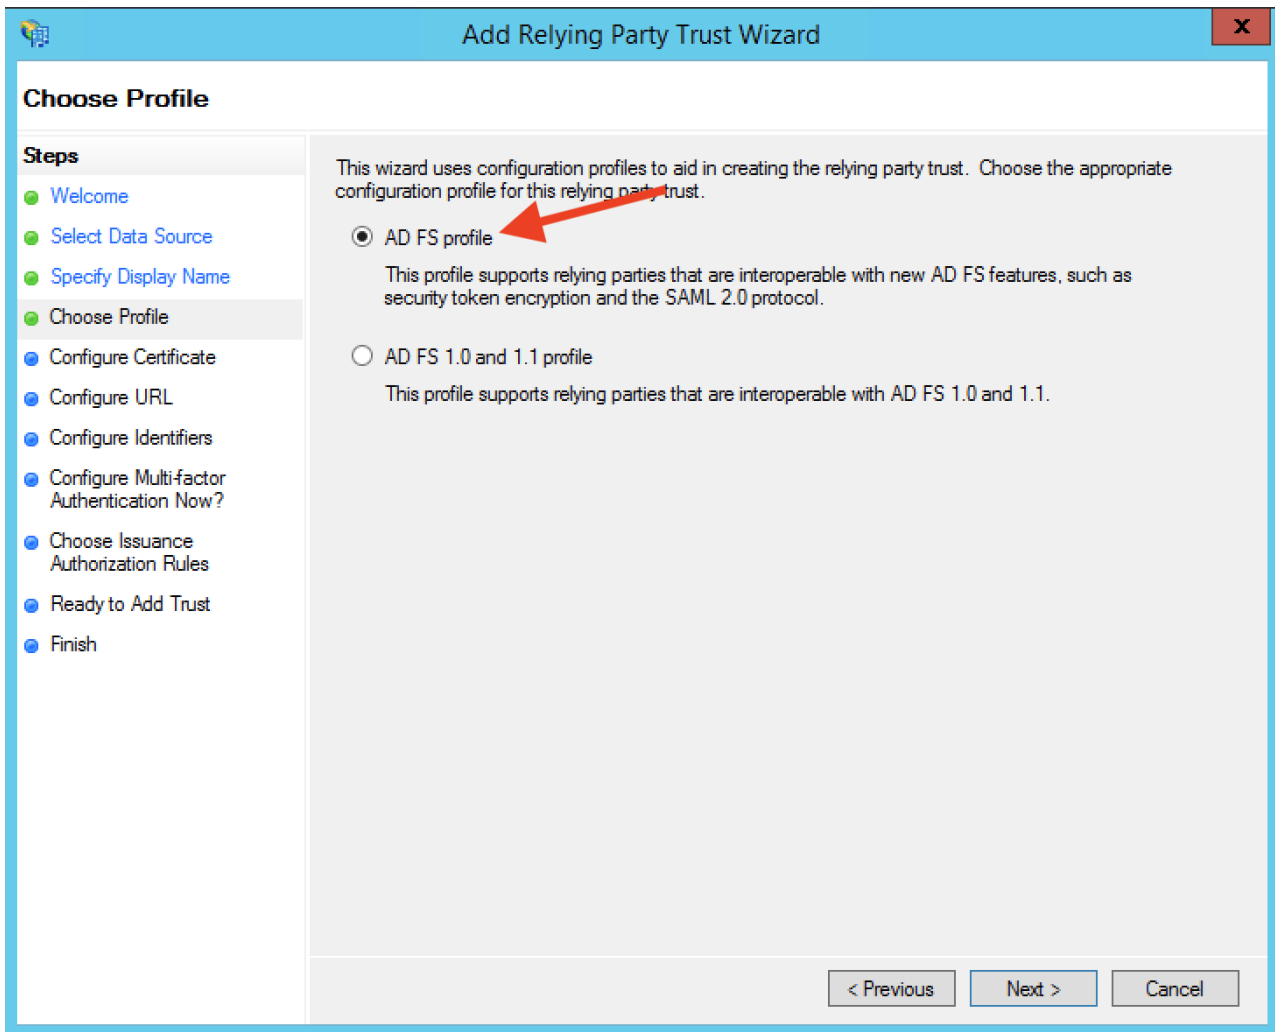 Add Relying Party Trust Wizard
X
Choose Profile
Steps
Welcome
Select Data Source
Specify Display Name
Choose Profile
Configure Certificate
Configure URL
Configure Identifiers
Configure Multi-factor
Authentication Now?
Choose Issuance
Authorization Rules
Ready to Add Trust
Finish
This wizard uses configuration profiles to aid in creating the relying party trust. Choose the appropriate
configuration profile for this relying party trust.
AD FS profile
This profile supports relying parties that are interoperable with new AD FS features, such as
security token encryption and the SAML 2.0 protocol.
AD FS 1.0 and 1.1 profile
This profile supports relying parties that are interoperable with AD FS 1.0 and 1.1.
< Previous
Next >
Cancel